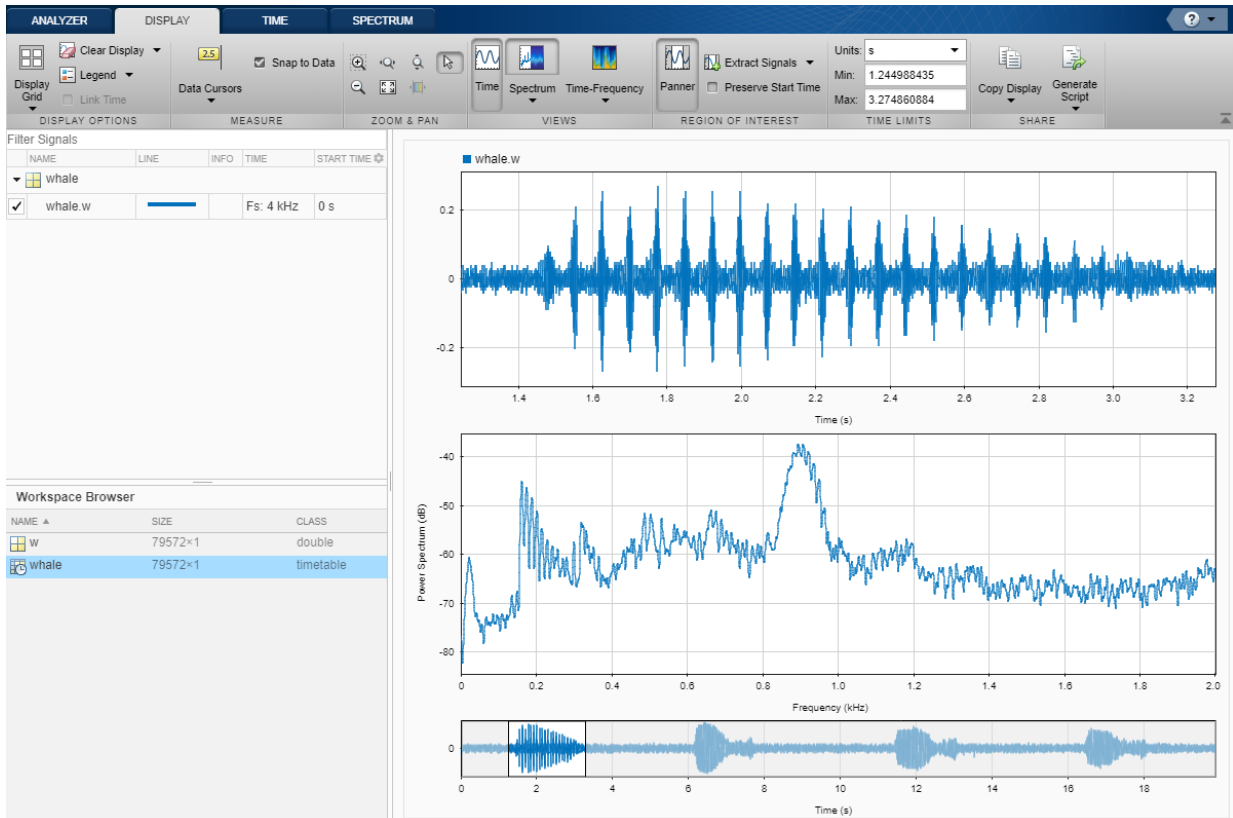 ANALYZER DISPLAY TIME SPECTRUM ?
Display Grid
Clear Display
Legend
Link Time
DISPLAY OPTIONS
2.5
Data Cursors
Snap to Data
MEASURE
ZOOM & PAN
Time Spectrum Time-Frequency
VIEWS
Panner
Extract Signals
Preserve Start Time
REGION OF INTEREST
Units: s
Min: 1.244988435
Max: 3.274860884
TIME LIMITS
Copy Display
Generate Script
SHARE
Filter Signals
NAME LINE INFO TIME START TIME
whale
whale.w Fs: 4 kHz 0 s
Workspace Browser
NAME SIZE CLASS
w 79572×1 double
whale 79572×1 timetable
whale.w
0.2
0
-0.2
1.4 1.6 1.8 2.0 2.2 2.4 2.6 2.8 3.0 3.2
Time (s)
Power Spectrum (dB)
-40
-50
-60
-70
-80
0 0.2 0.4 0.6 0.8 1.0 1.2 1.4 1.6 1.8 2.0
Frequency (kHz)
0
0 2 4 6 8 10 12 14 16 18
Time (s)